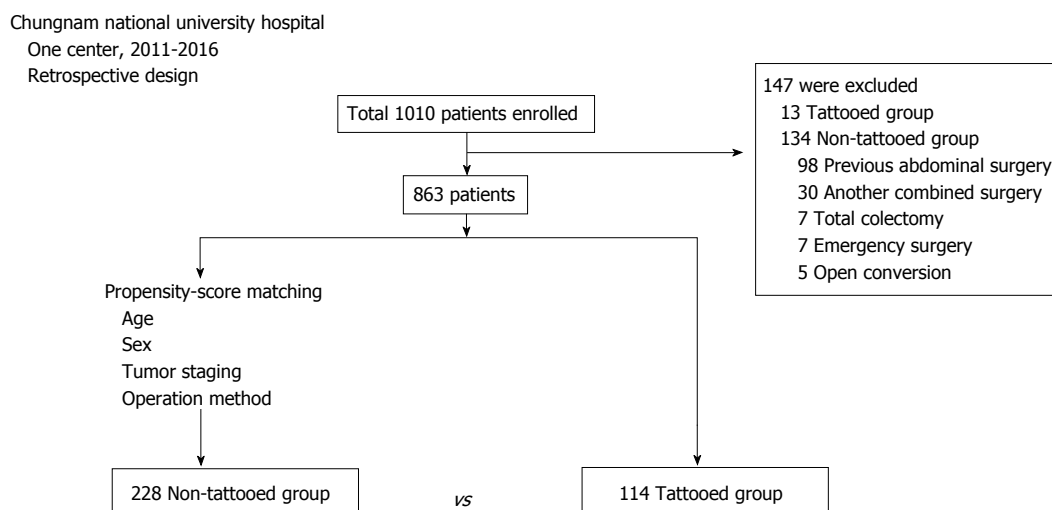 Chungnam national university hospital
One center, 2011-2016
Retrospective design
Total 1010 patients enrolled
147 were excluded
13 Tattooed group
134 Non-tattooed group
98 Previous abdominal surgery
30 Another combined surgery
7 Total colectomy
7 Emergency surgery
5 Open conversion
863 patients
Propensity-score matching
Age
Sex
Tumor staging
Operation method
228 Non-tattooed group
vs
114 Tattooed group